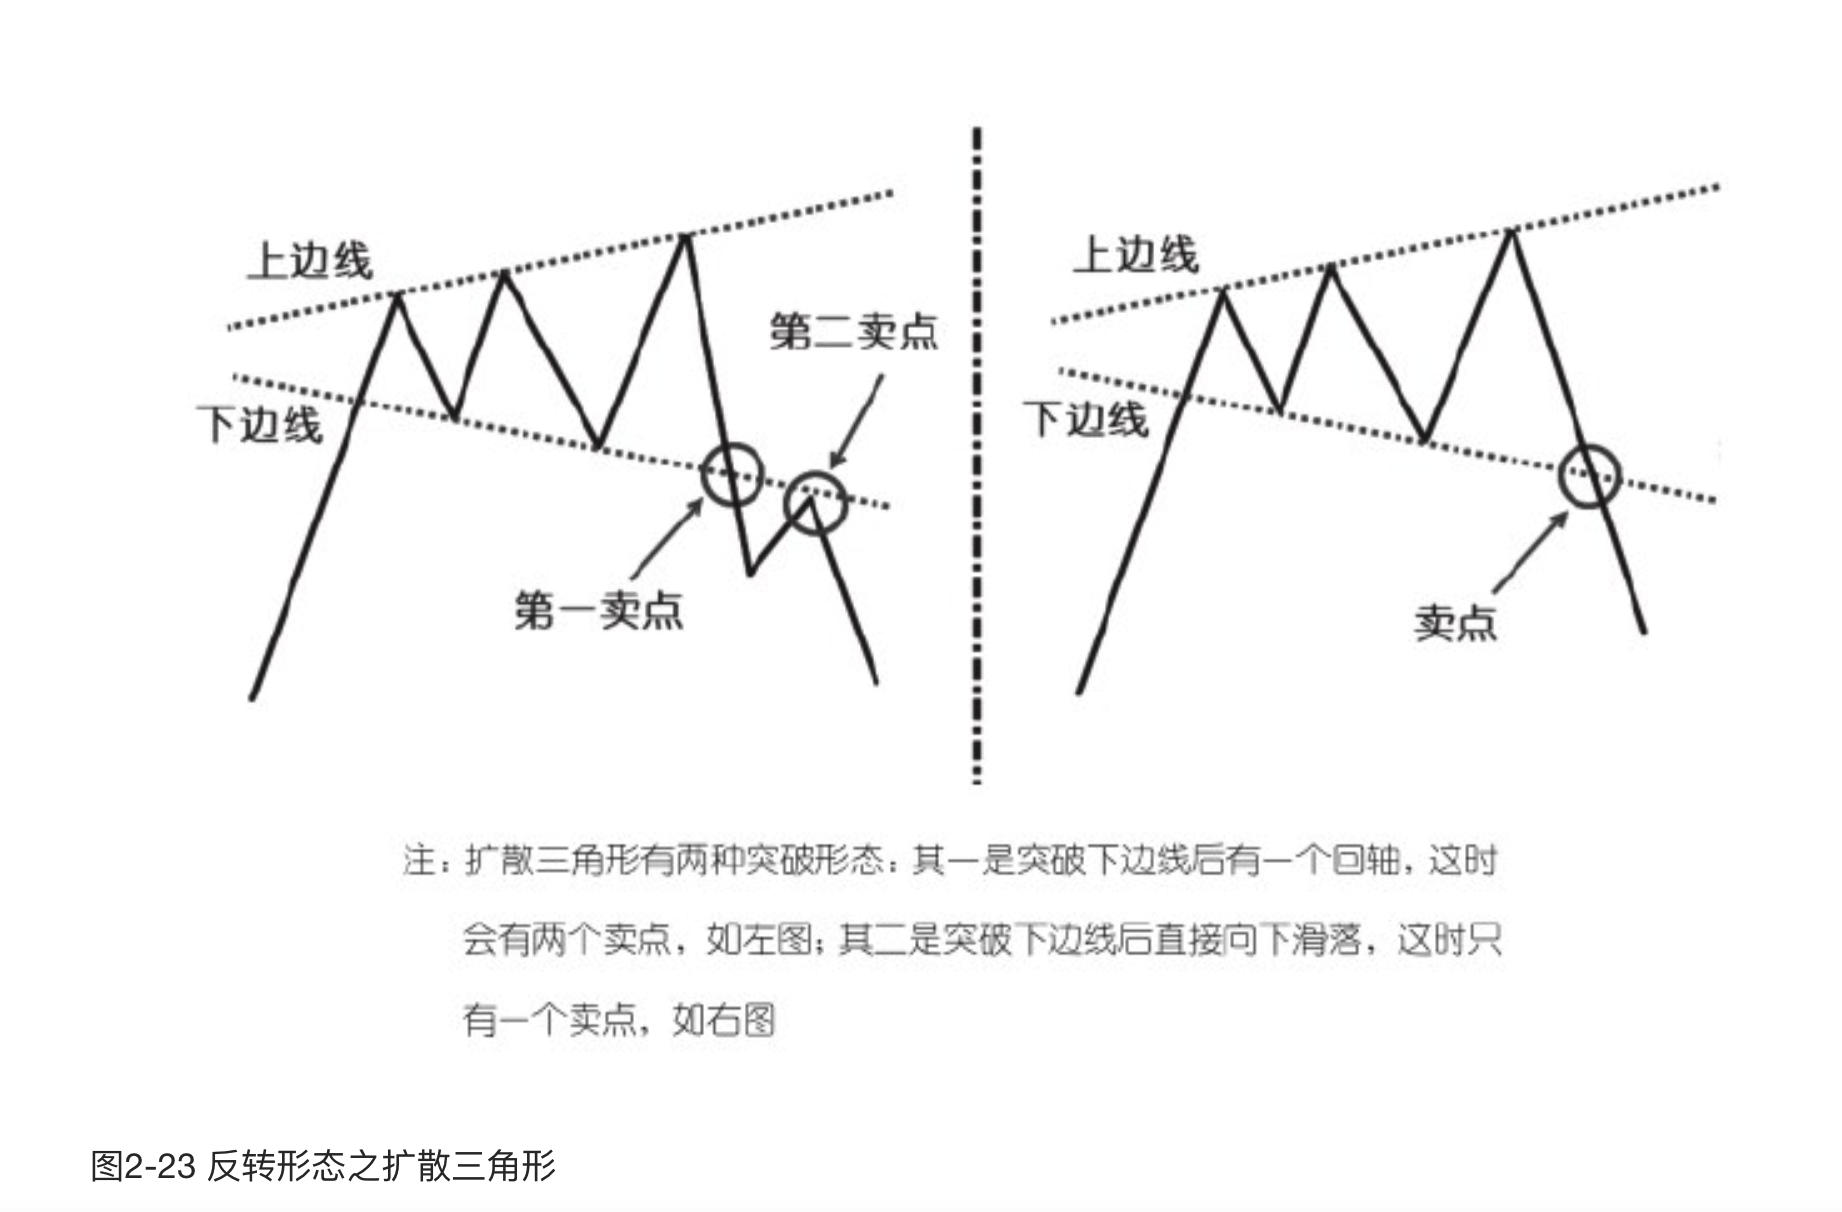 上边线
下边线
第二卖点
第一卖点
上边线
下边线
卖点
注：扩散三角形有两种突破形态：其一是突破下边线后有一个回轴，这时
会有两个卖点，如左图；其二是突破下边线后直接向下滑落，这时只
有一个卖点，如右图
图2-23 反转形态之扩散三角形